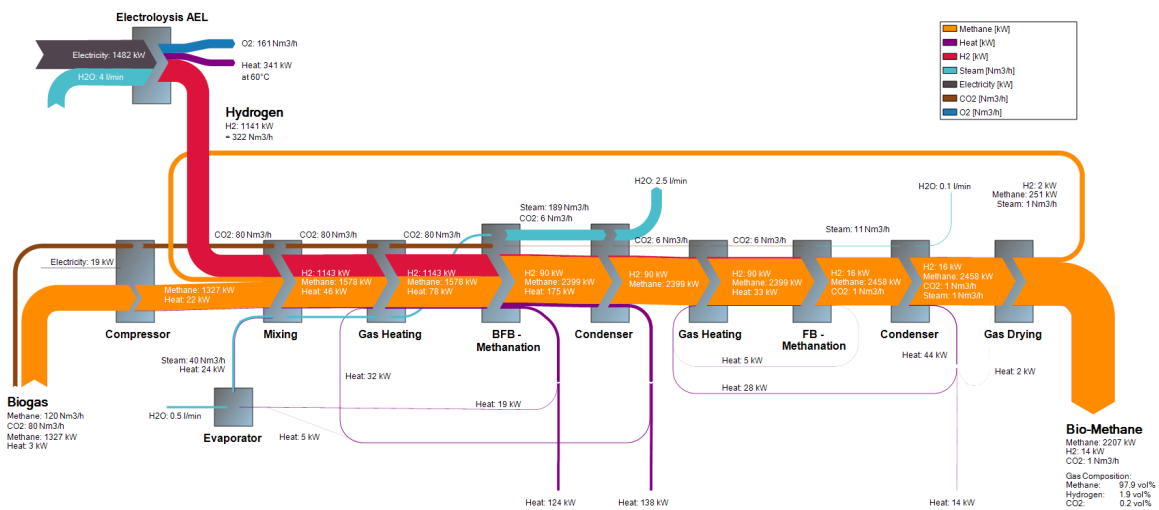 Electroloysis AEL
Electricity: 1482 kW
H2O: 4 l/min
O2: 161 Nm3/h
Heat: 341 kW
at 60°C
Methane [kW]
Heat [kW]
H2 [kW]
Steam [Nm3/h]
Electricity [kW]
CO2 [Nm3/h]
O2 [Nm3/h]
Hydrogen
H2: 1141 kW
= 322 Nm3/h
H2O: 2.5 l/min
H2O: 0.1 l/min
H2: 2 kW
Methane: 251 kW
Steam: 1 Nm3/h
Steam: 189 Nm3/h
CO2: 6 Nm3/h
Steam: 11 Nm3/h
CO2: 80 Nm3/h
CO2: 80 Nm3/h
CO2: 80 Nm3/h
CO2: 6 Nm3/h
CO2: 6 Nm3/h
Electricity: 19 kW
Methane: 1327 kW
Heat: 22 kW
H2: 1143 kW
Methane: 1578 kW
Heat: 46 kW
H2: 1143 kW
Methane: 1578 kW
Heat: 78 kW
H2: 90 kW
Methane: 2399 kW
Heat: 175 kW
H2: 90 kW
Methane: 2399 kW
H2: 90 kW
Methane: 2399 kW
Heat: 33 kW
H2: 16 kW
Methane: 2458 kW
CO2: 1 Nm3/h
H2: 16 kW
Methane: 2458 kW
CO2: 1 Nm3/h
Steam: 1 Nm3/h
Compressor
Mixing
Gas Heating
BFB -
Methanation
Condenser
Gas Heating
FB -
Methanation
Condenser
Gas Drying
Steam: 40 Nm3/h
Heat: 24 kW
Heat: 32 kW
Heat: 5 kW
Heat: 44 kW
Heat: 2 kW
Heat: 28 kW
Heat: 19 kW
H2O: 0.5 l/min
Evaporator
Heat: 5 kW
Biogas
Methane: 120 Nm3/h
CO2: 80 Nm3/h
Methane: 1327 kW
Heat: 3 kW
Bio-Methane
Methane: 2207 kW
H2: 14 kW
CO2: 1 Nm3/h
Gas Composition:
Methane: 97.9 vol%
Hydrogen: 1.9 vol%
CO2: 0.2 vol%
Heat: 124 kW
Heat: 138 kW
Heat: 14 kW